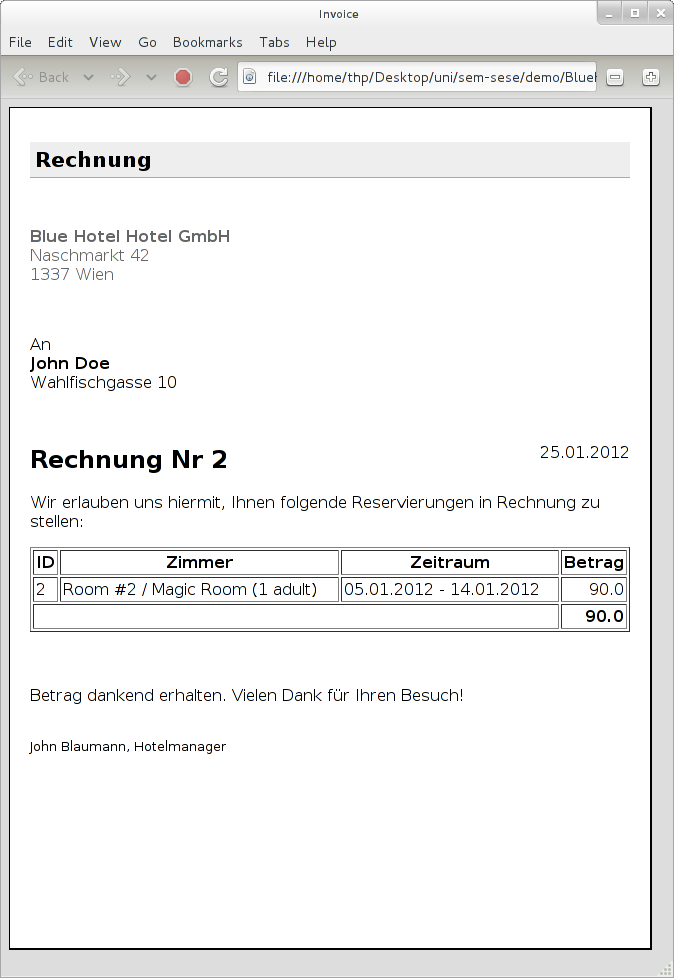 Invoice
File Edit View Go Bookmarks Tabs Help
Back file:///home/thp/Desktop/uni/sem-sese/demo/Blue
Rechnung
Blue Hotel Hotel GmbH
Naschmarkt 42
1337 Wien
An
John Doe
Wahlfischgasse 10
Rechnung Nr 2 25.01.2012
Wir erlauben uns hiermit, Ihnen folgende Reservierungen in Rechnung zu
stellen:
ID Zimmer Zeitraum Betrag
2 Room #2 / Magic Room (1 adult) 05.01.2012 - 14.01.2012 90.0
90.0
Betrag dankend erhalten. Vielen Dank für Ihren Besuch!
John Blaumann, Hotelmanager